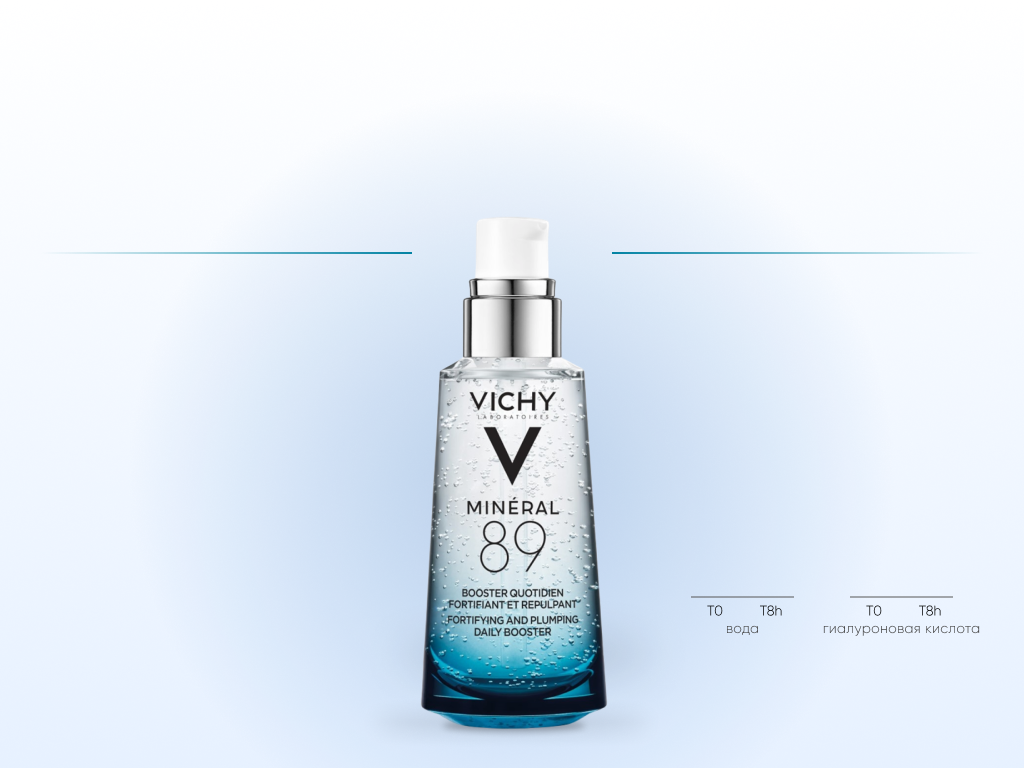 VICHY
LABORATOIRES
V
MINÉRAL
89
BOOSTER QUOTIDIEN
FORTIFIANT ET REPULPANT
FORTIFYING AND PLUMPING
DAILY BOOSTER
T0 T8h
вода
T0 T8h
гиалуроновая кислота